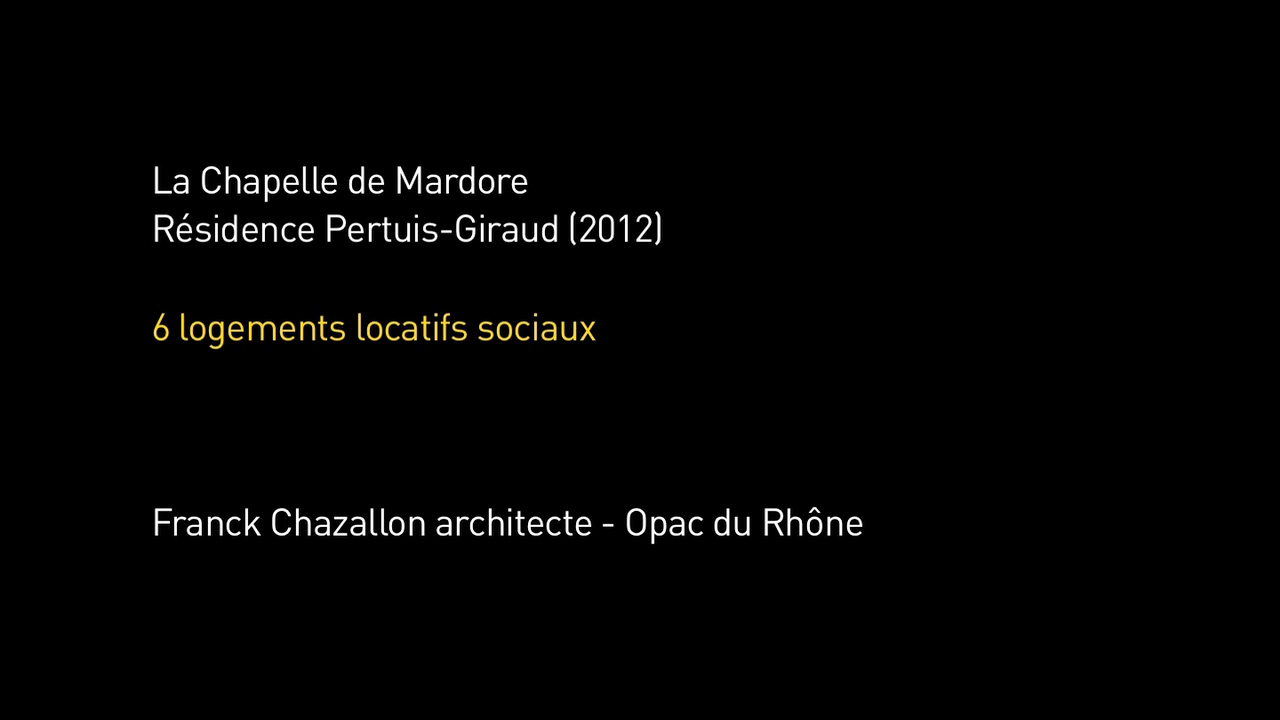 La Chapelle de Mardore
Résidence Pertuis-Giraud (2012)
6 logements locatifs sociaux
Franck Chazallon architecte - Opac du Rhône